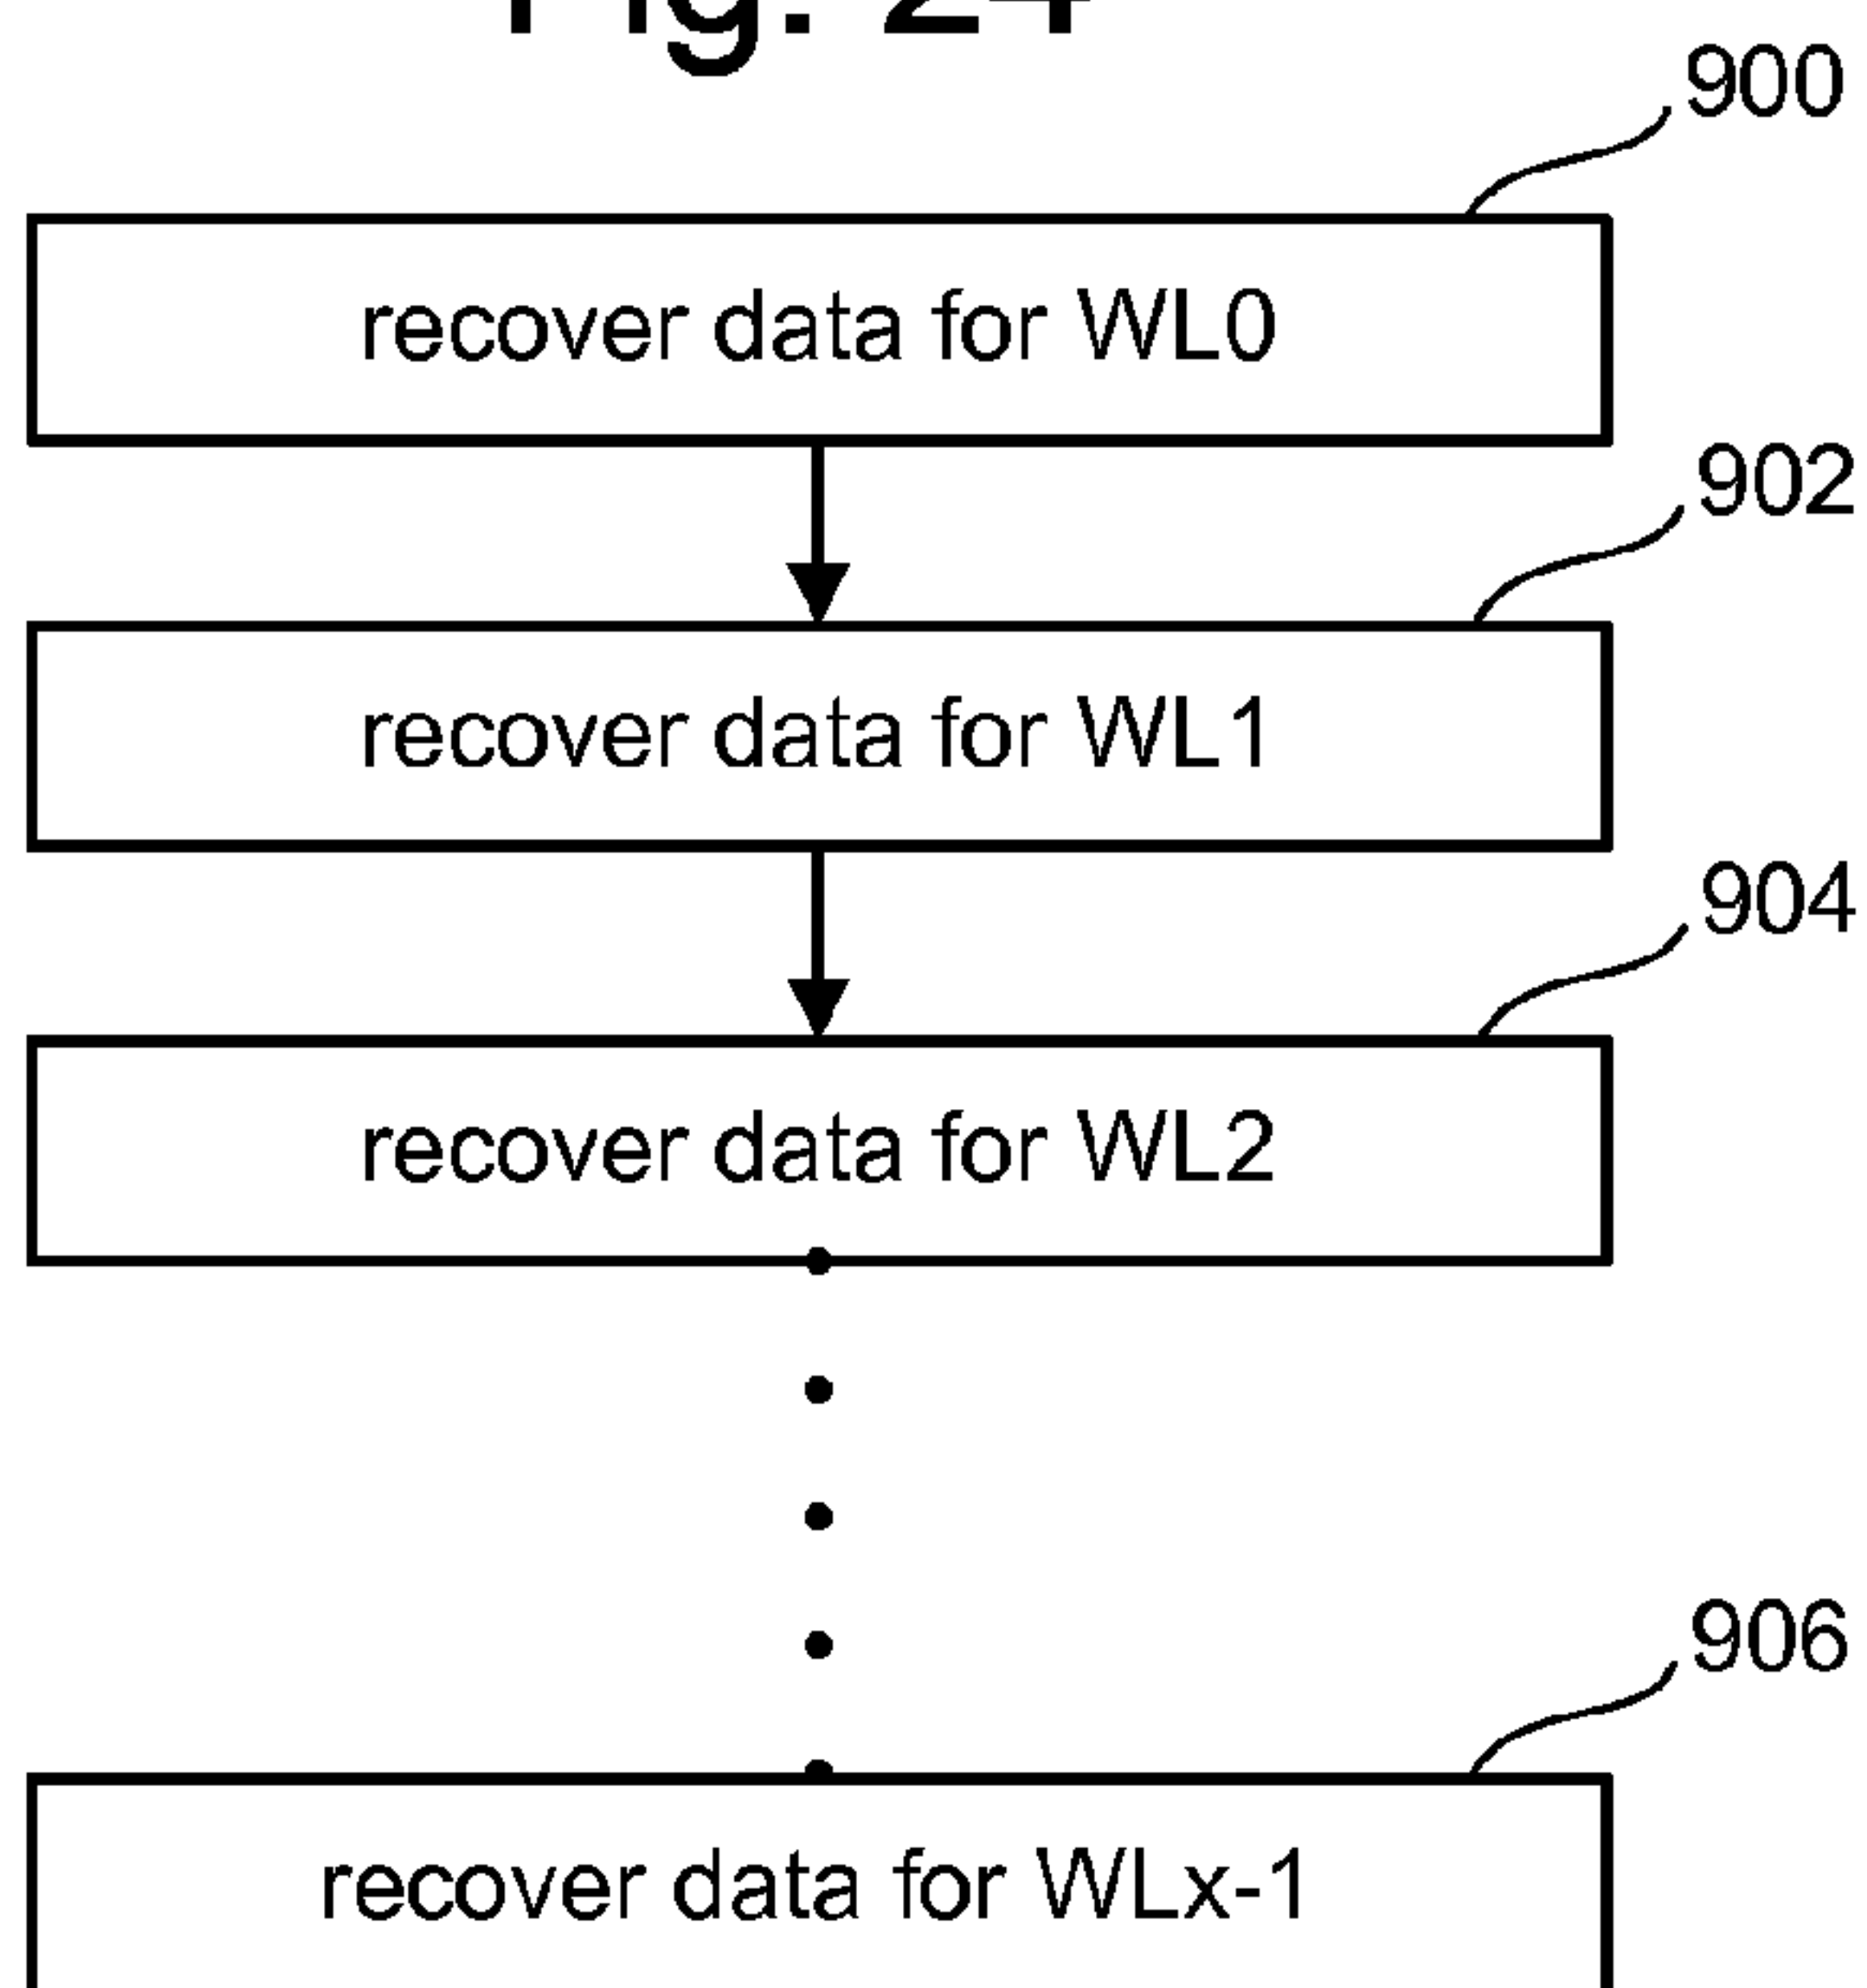 Fig. 24
900
recover data for WL0
902
recover data for WL1
904
recover data for WL2
906
recover data for WLx-1